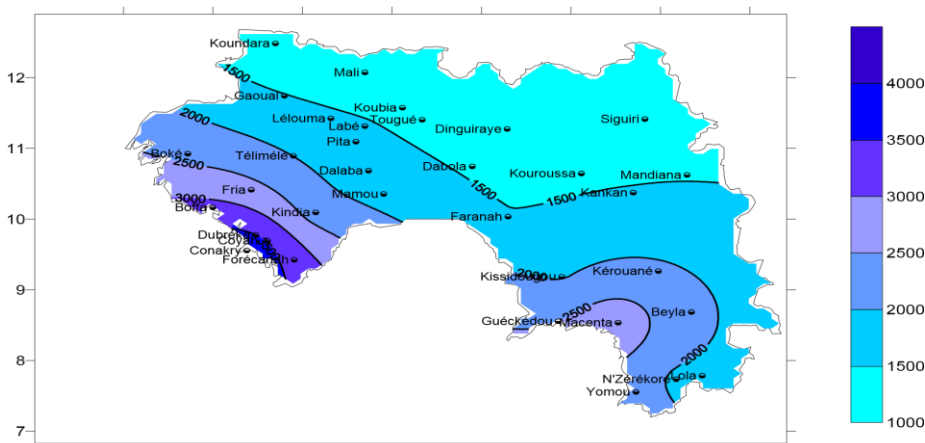 Koundara
12
1500
Mali
Gaoual
Koubia
2000
Lélouma
Tougué
Siguiri
Labé
Dinguiraye
11
Boké
Pita
Télimélé
2500
Dalaba
Dabola
Kouroussa
Mandiana
Fria
Mamou
1500
1500
Kankan
3000
Boffa
Kindia
10
Faranah
Dubréka
Coyah
Conakry
Forécariah
2000
Kissidougou
Kérouané
9
2500
Guéckédou
Macenta
Beyla
8
2000
N'Zérékoré
Lola
Yomou
7
4000
3500
3000
2500
2000
1500
1000